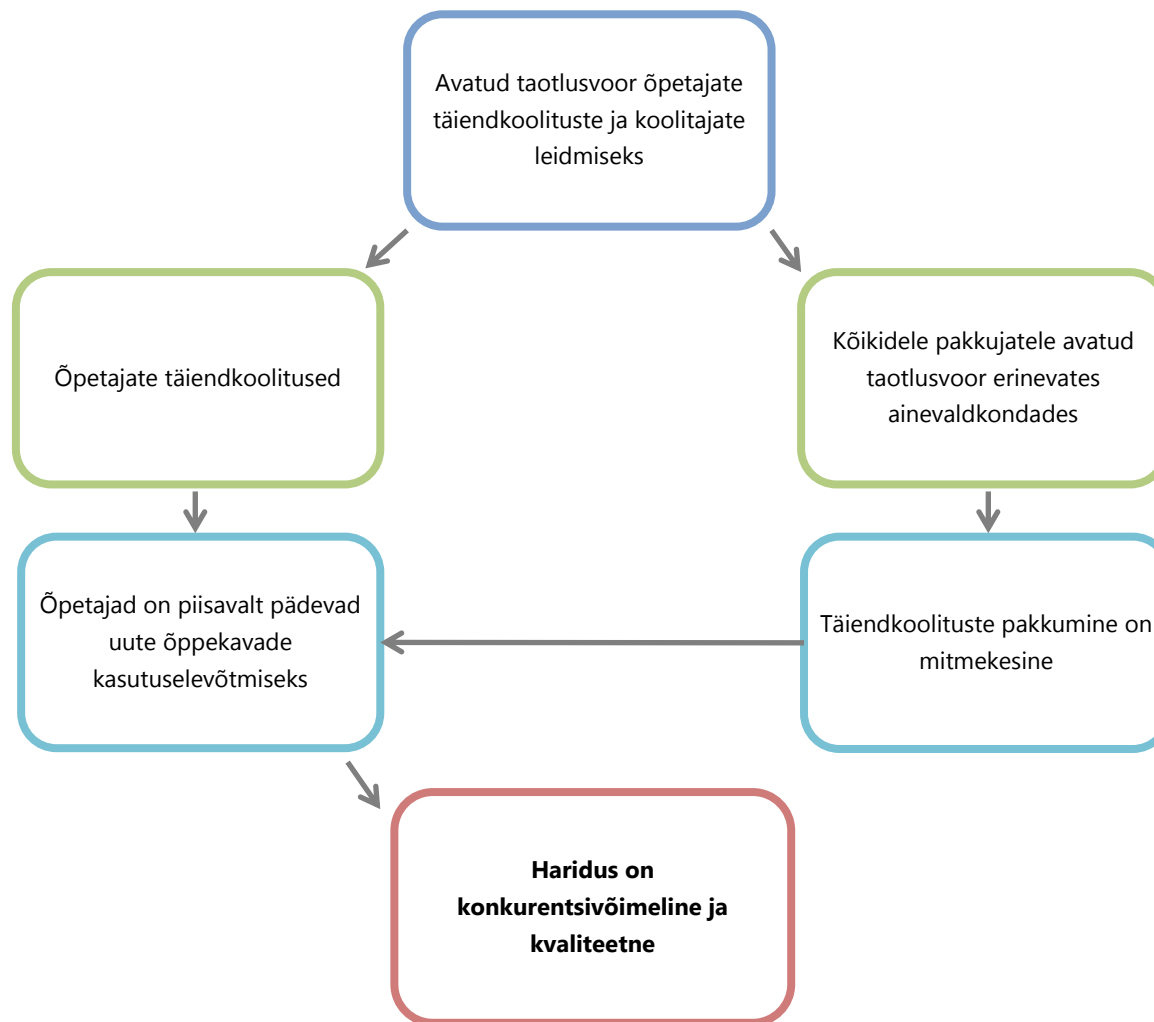 Avatud taotlusvoor õpetajate
täiendkoolituste ja koolitajate
leidmiseks
Õpetajate täiendkoolitused
Kõikidele pakkujatele avatud
taotlusvoor erinevates
ainevaldkondades
Õpetajad on piisavalt pädevad
uute õppekavade
kasutuselevõtmiseks
Täiendkoolituste pakkumine on
mitmekesine
Haridus on
konkurentsivõimeline ja
kvaliteetne